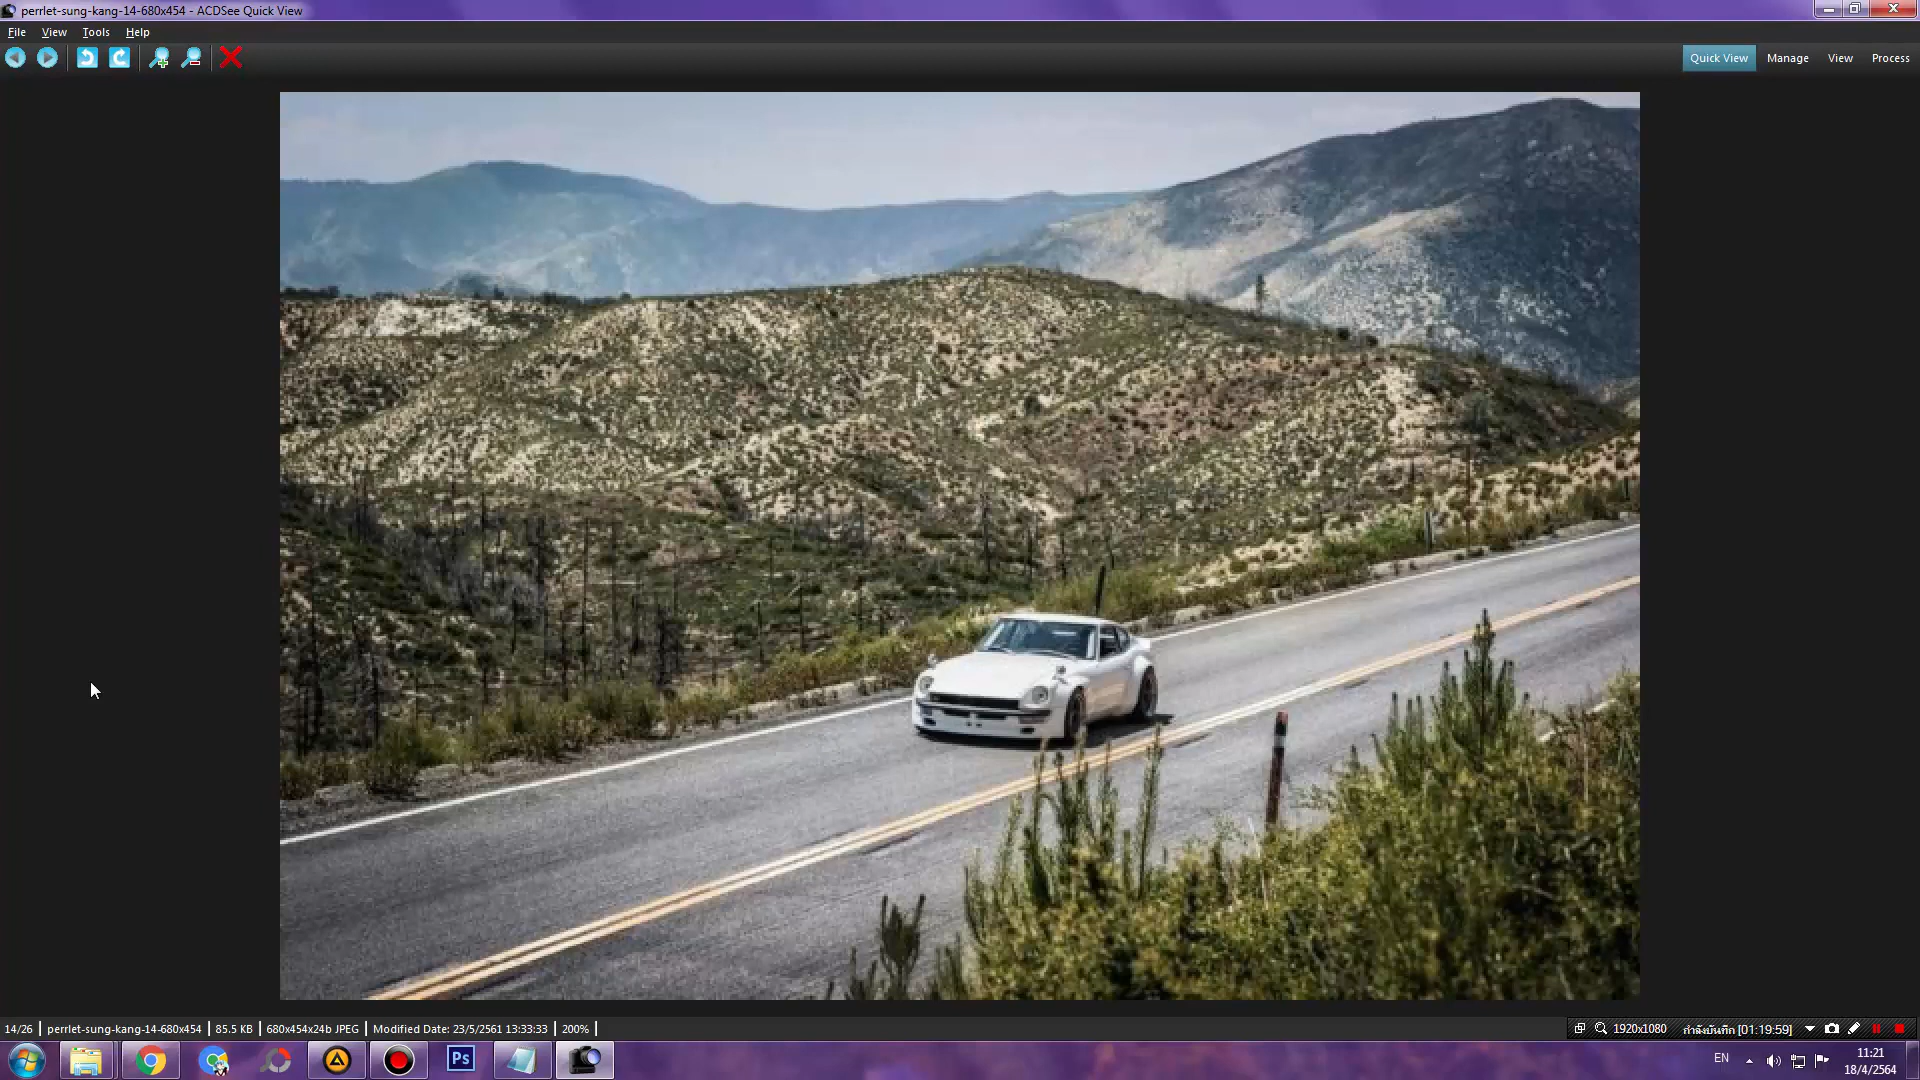 perrlet-sung-kang-14-680x454 - ACDSee Quick View
File View Tools Help
Quick View Manage View Process
14/26 perrlet-sung-kang-14-680x454 85.5 KB 680x454x24b JPEG Modified Date: 23/5/2561 13:33:33 200% 1920x1080 กำลังบันทึก [01:19:59]
Ps EN 11:21
18/4/2564